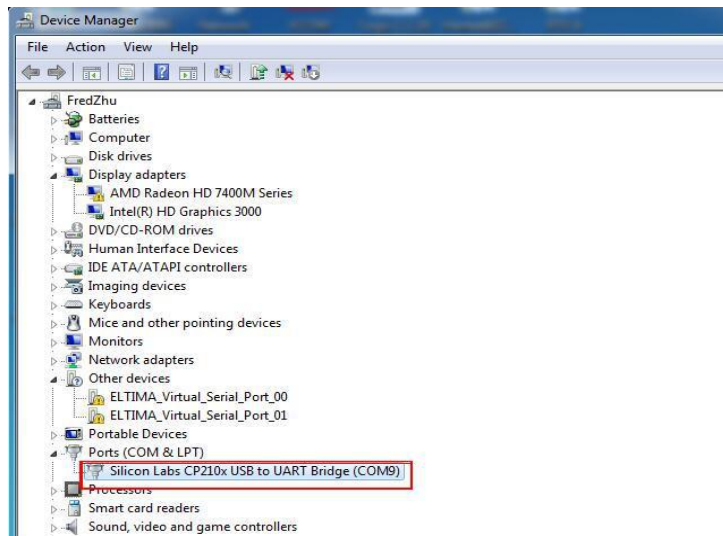 Device Manager
File Action View Help
FredZhu
Batteries
Computer
Disk drives
Display adapters
AMD Radeon HD 7400M Series
Intel(R) HD Graphics 3000
DVD/CD-ROM drives
Human Interface Devices
IDE ATA/ATAPI controllers
Imaging devices
Keyboards
Mice and other pointing devices
Monitors
Network adapters
Other devices
ELTIMA_Virtual_Serial_Port_00
ELTIMA_Virtual_Serial_Port_01
Portable Devices
Ports (COM & LPT)
Silicon Labs CP210x USB to UART Bridge (COM9)
Processors
Smart card readers
Sound, video and game controllers